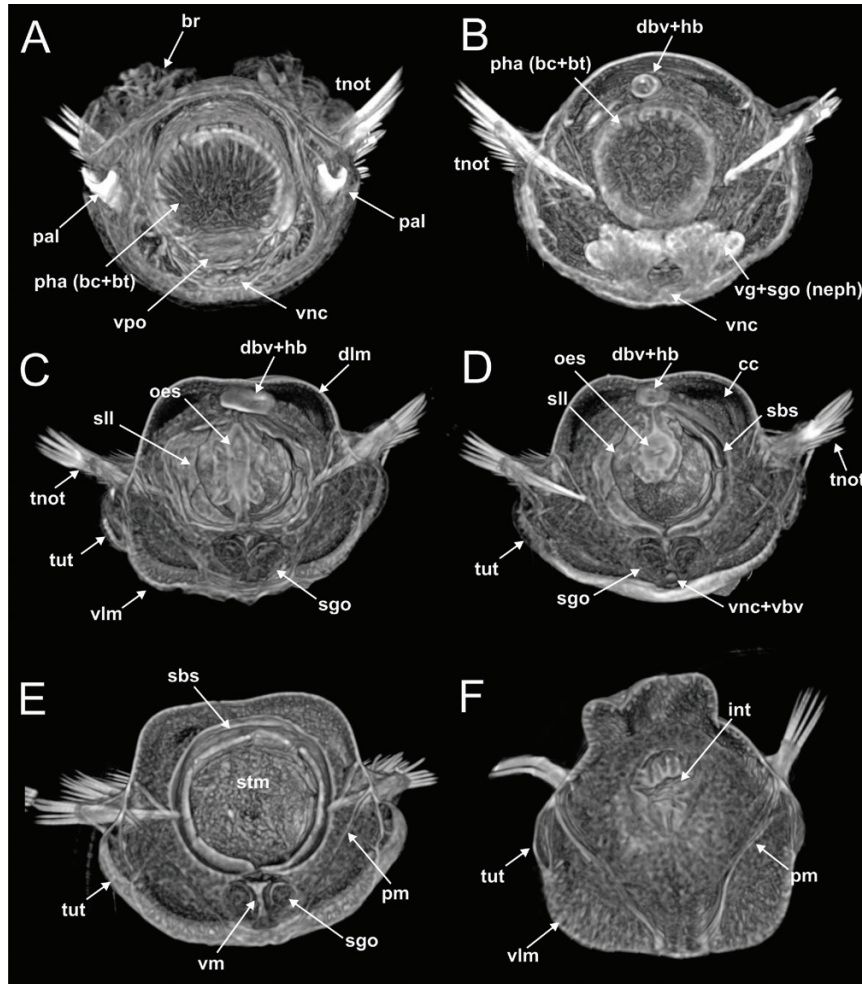 A
br
tnot
pal
pal
pha (bc+bt)
vpo
vnc
B
dbv+hb
pha (bc+bt)
tnot
vg+sgo (neph)
vnc
C
dbv+hb
dlm
oes
sll
tnot
tut
vlm
sgo
D
dbv+hb
cc
oes
sll
sbs
tnot
tut
sgo
vnc+vbv
E
sbs
stm
pm
tut
vm
sgo
F
int
tut
pm
vlm